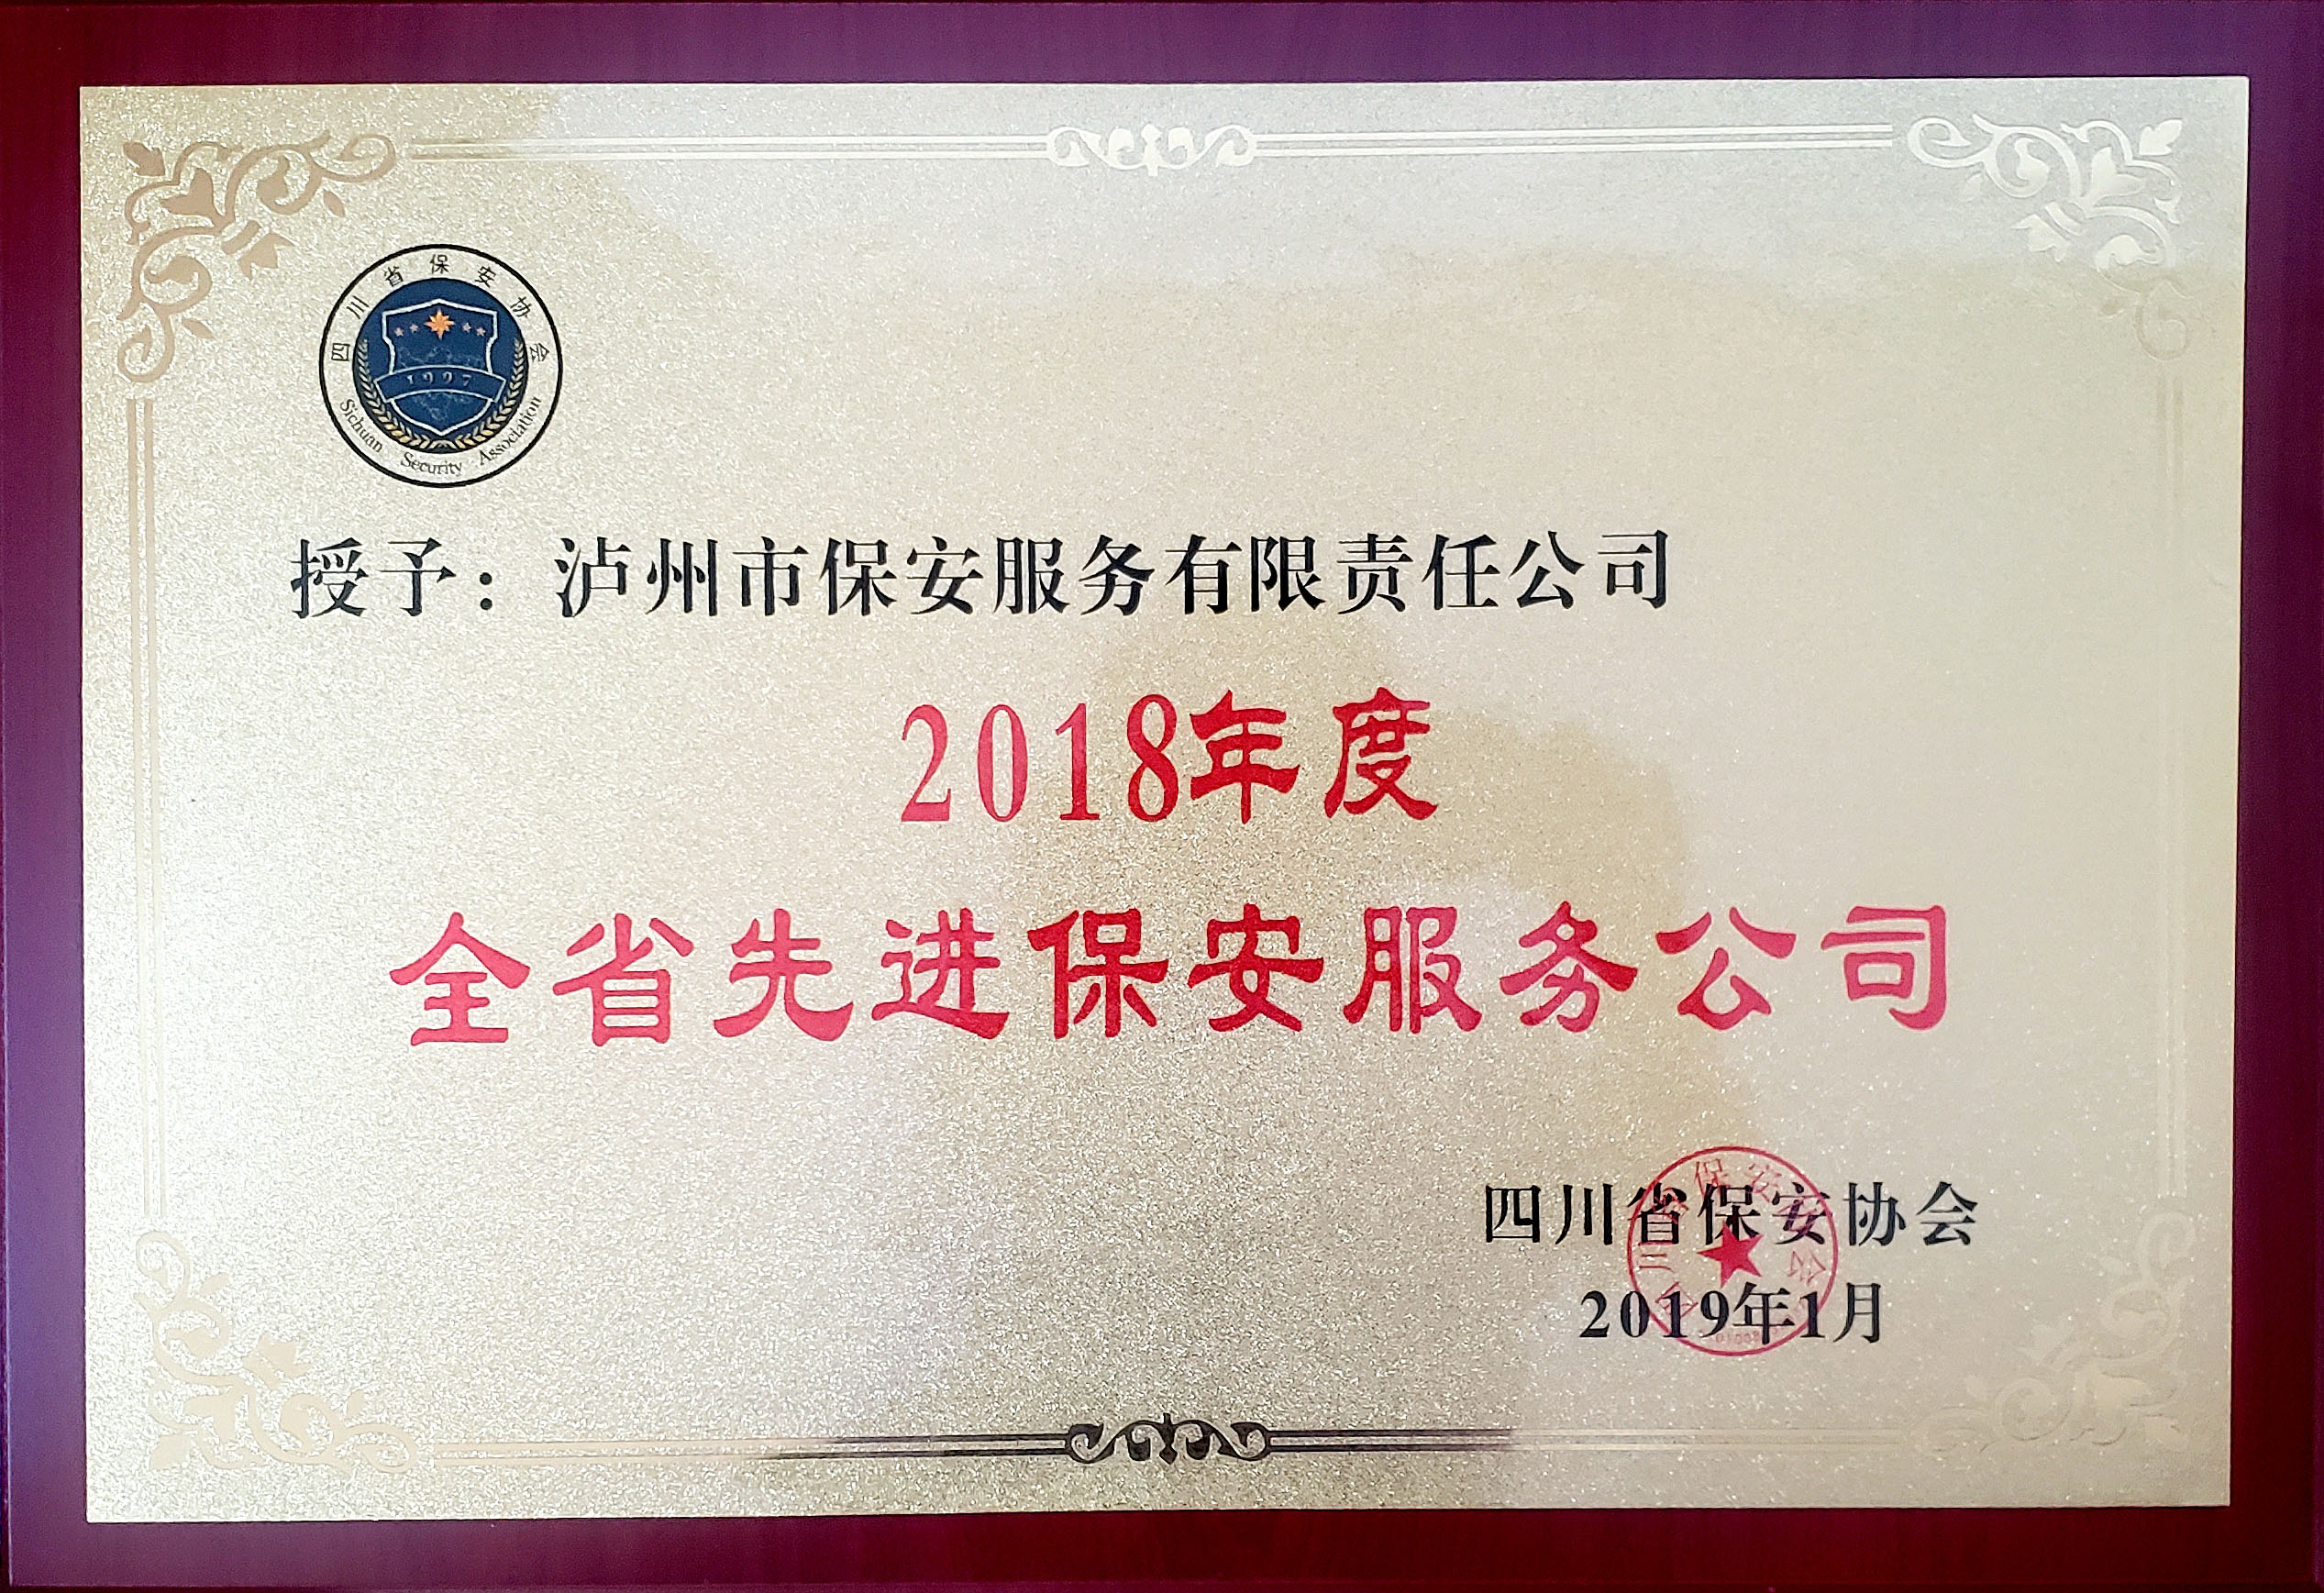 四川省保安协会
1997
Sichuan Security Association
授予：泸州市保安服务有限责任公司
2018年度
全省先进保安服务公司
四川省保安协会
2019年1月